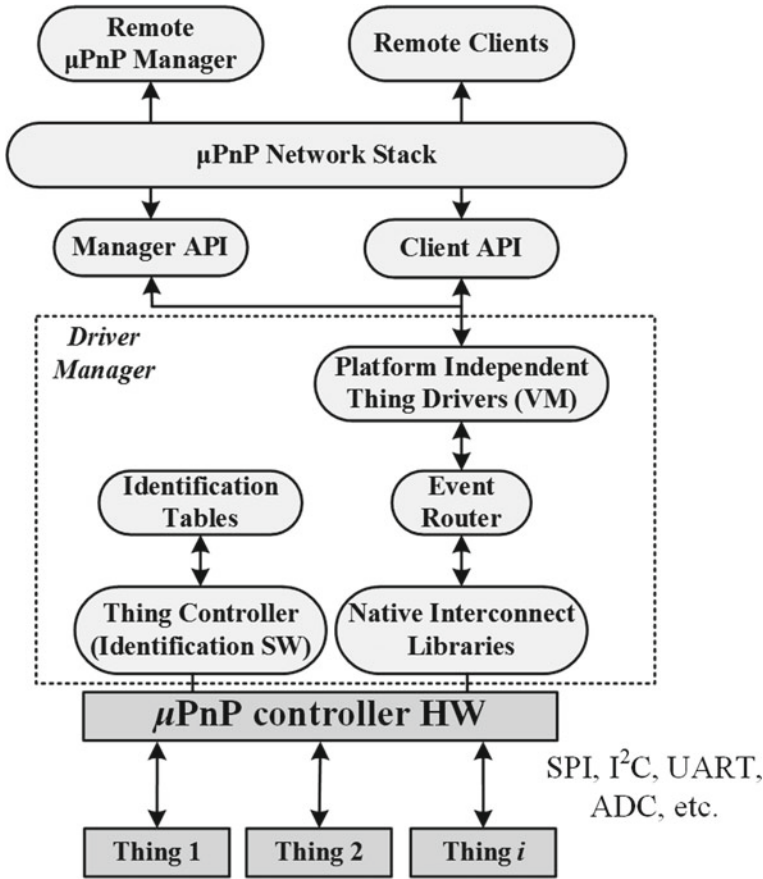 Remote
μPnP Manager
Remote Clients
μPnP Network Stack
Manager API
Client API
Driver
Manager
Platform Independent
Thing Drivers (VM)
Identification
Tables
Event
Router
Thing Controller
(Identification SW)
Native Interconnect
Libraries
μPnP controller HW
SPI, I²C, UART,
ADC, etc.
Thing 1
Thing 2
Thing i